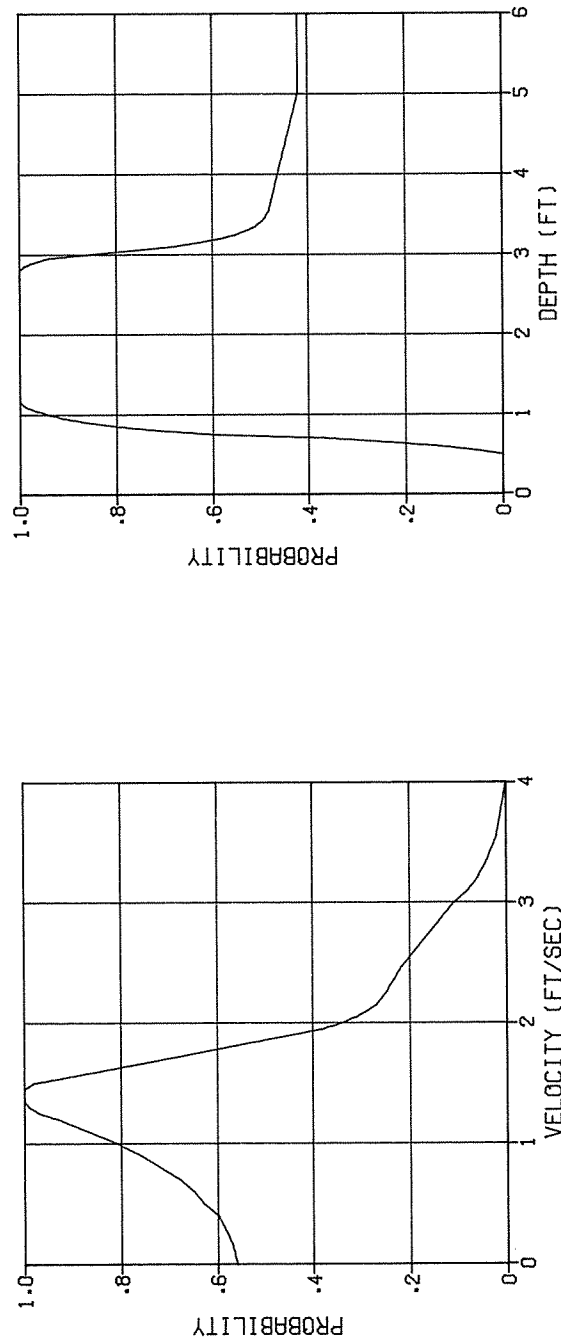 PROBABILITY
1.0
.8
.6
.4
.2
0
0 1 2 3 4
VELOCITY (FT/SEC)
PROBABILITY
1.0
.8
.6
.4
.2
0
0 1 2 3 4 5 6
DEPTH (FT)